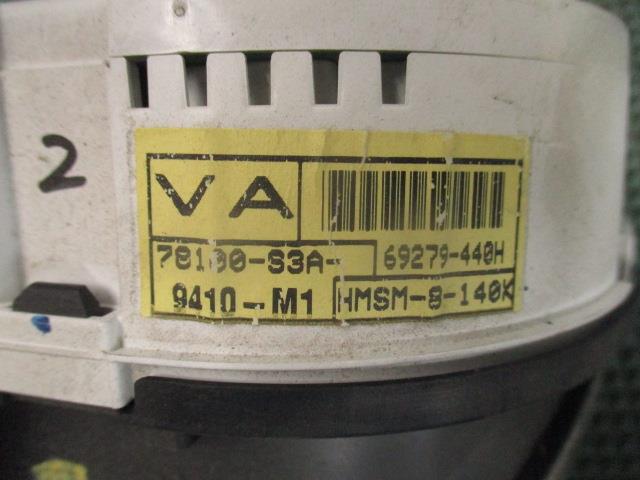 2
VA
78100-S3A-
69279-440H
9410-M1
HMSM-8-140K